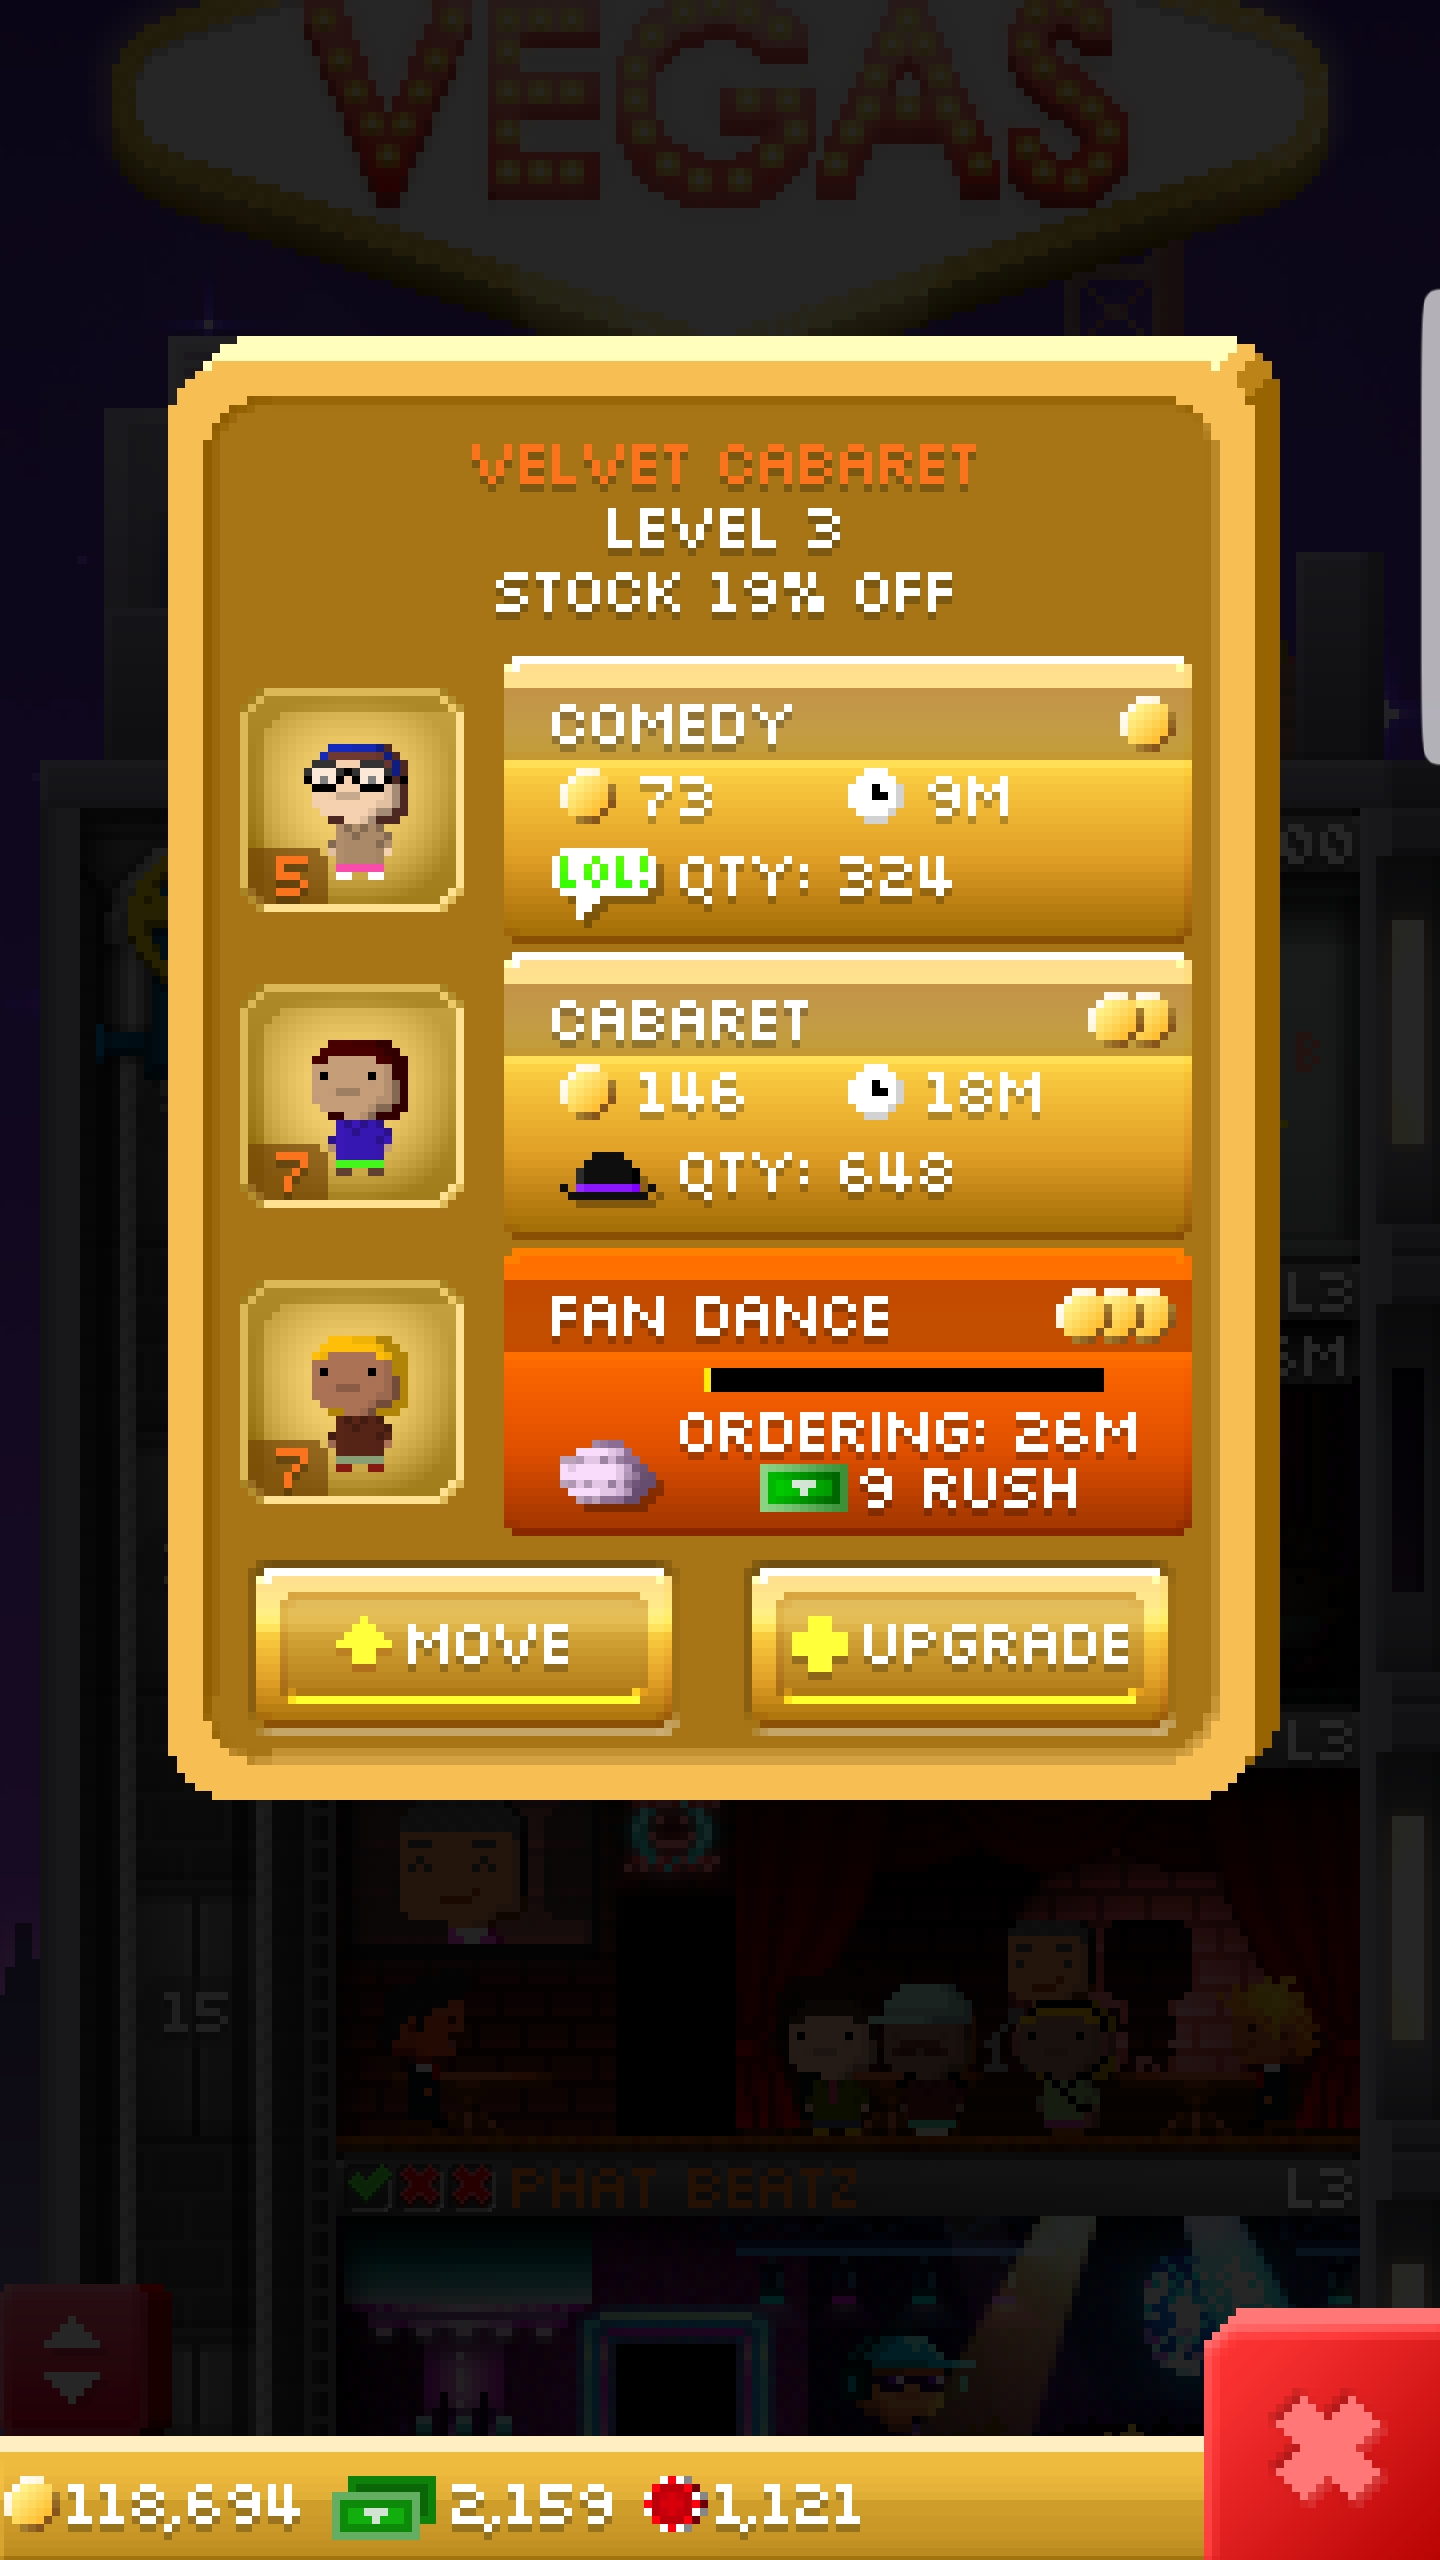 VEGAS
VELVET CABARET
LEVEL 3
STOCK 19% OFF
COMEDY
73 9M
LOL! QTY: 324
5
CABARET
146 18M
QTY: 648
7
FAN DANCE
ORDERING: 26M
9 RUSH
7
MOVE UPGRADE
L3
L3
15
PHAT BEATZ L3
118,694 2,159 1,121